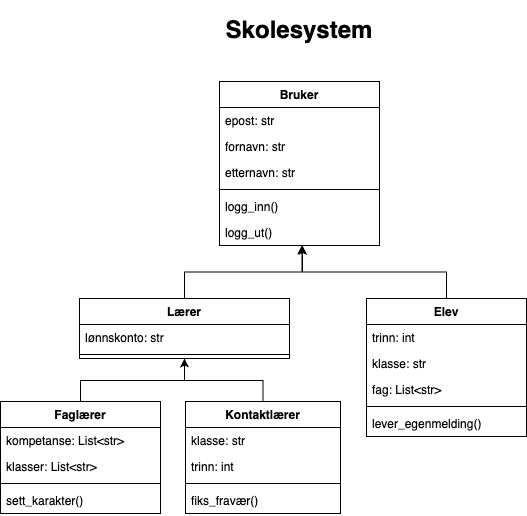 Skolesystem
Bruker
epost: str
fornavn: str
etternavn: str
logg_inn()
logg_ut()
Lærer
lønnskonto: str
Elev
trinn: int
klasse: str
fag: List<str>
lever_egenmelding()
Faglærer
kompetanse: List<str>
klasser: List<str>
sett_karakter()
Kontaktlærer
klasse: str
trinn: int
fiks_fravær()